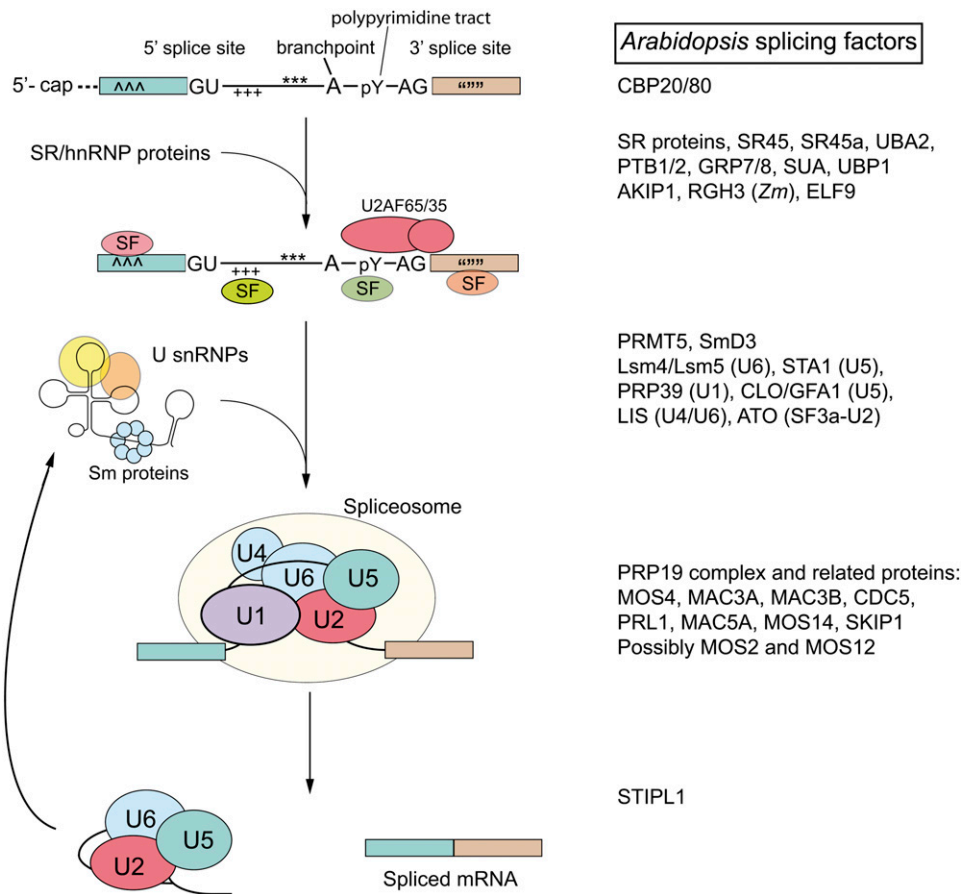 polypyrimidine tract
5’ splice site
branchpoint
3’ splice site
Arabidopsis splicing factors
5’- cap
^^^
GU
+++
***
A
pY
AG
“””
CBP20/80
SR/hnRNP proteins
SR proteins, SR45, SR45a, UBA2,
PTB1/2, GRP7/8, SUA, UBP1
AKIP1, RGH3 (Zm), ELF9
U2AF65/35
SF
^^^
GU
+++
***
A
pY
AG
“””
SF
SF
SF
U snRNPs
Sm proteins
PRMT5, SmD3
Lsm4/Lsm5 (U6), STA1 (U5),
PRP39 (U1), CLO/GFA1 (U5),
LIS (U4/U6), ATO (SF3a-U2)
Spliceosome
U4
U6
U5
U1
U2
PRP19 complex and related proteins:
MOS4, MAC3A, MAC3B, CDC5,
PRL1, MAC5A, MOS14, SKIP1
Possibly MOS2 and MOS12
STIPL1
U6
U5
U2
Spliced mRNA